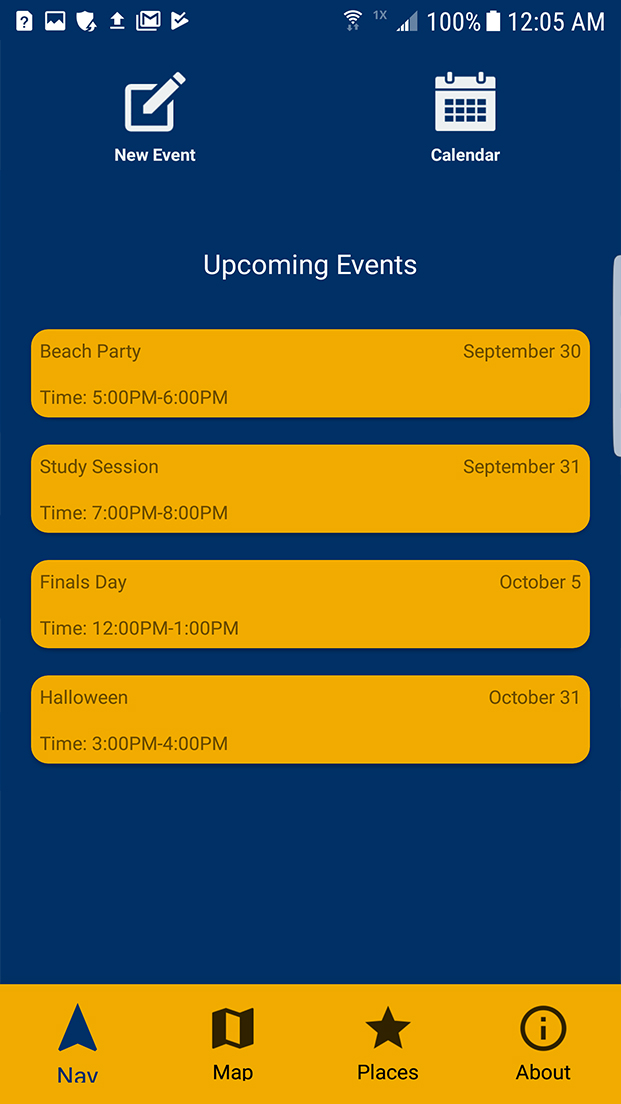 1X 100% 12:05 AM
New Event Calendar
Upcoming Events
Beach Party September 30
Time: 5:00PM-6:00PM
Study Session September 31
Time: 7:00PM-8:00PM
Finals Day October 5
Time: 12:00PM-1:00PM
Halloween October 31
Time: 3:00PM-4:00PM
Nav Map Places About